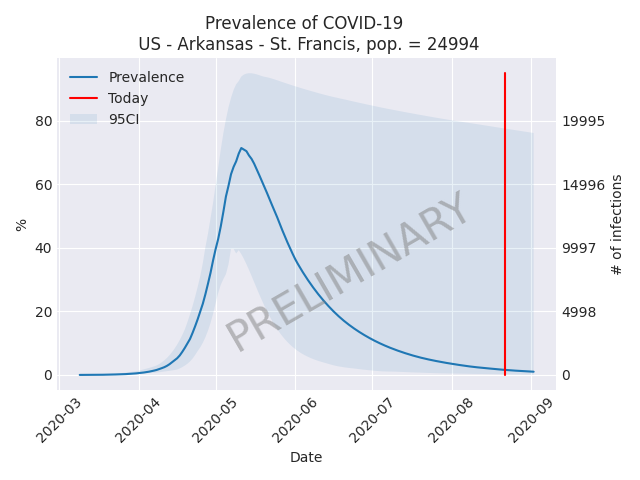 Prevalence of COVID-19
US - Arkansas - St. Francis, pop. = 24994
Prevalence
Today
95CI
80
60
40
20
0
%
19995
14996
9997
4998
0
# of infections
PRELIMINARY
2020-03
2020-04
2020-05
2020-06
2020-07
2020-08
2020-09
Date